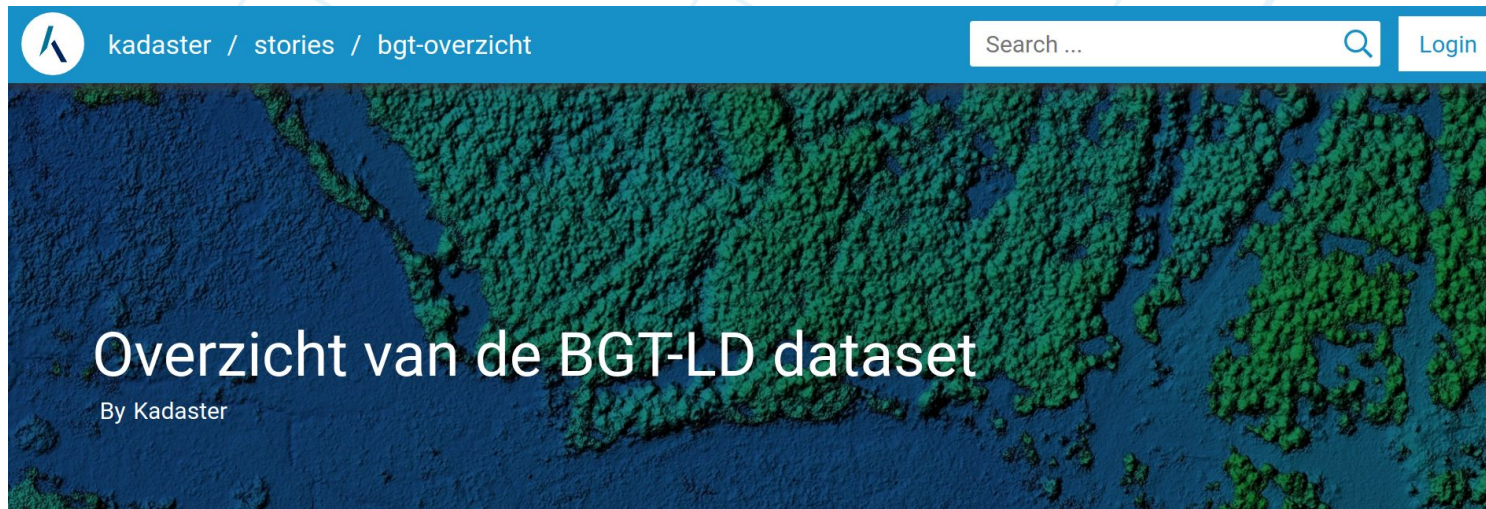 kadaster / stories / bgt-overzicht
Search ...
Login
Overzicht van de BGT-LD dataset
By Kadaster